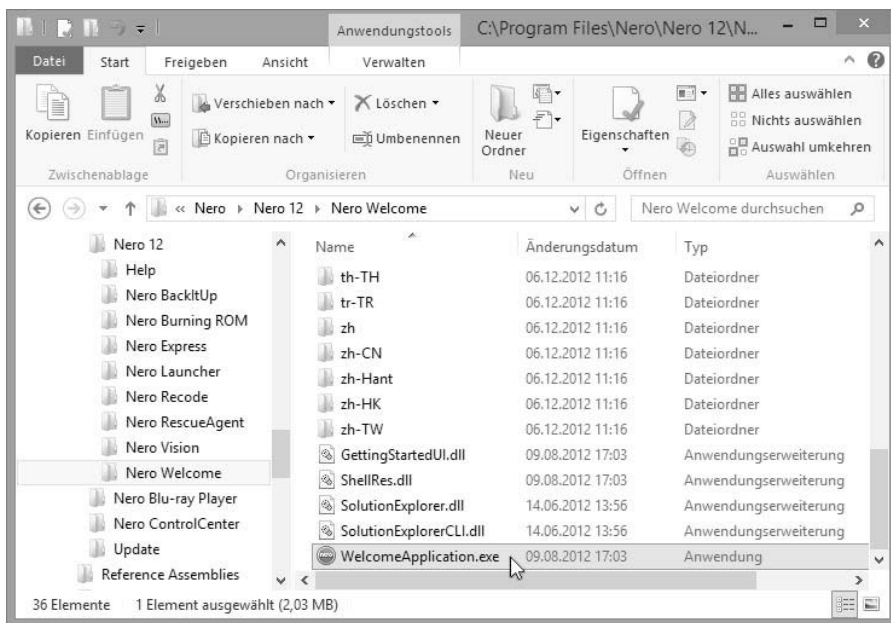 Anwendungstools C:\Program Files\Nero\Nero 12\N...
Datei Start Freigeben Ansicht Verwalten
Kopieren Einfügen
W...
Zwischenablage
Verschieben nach
Kopieren nach
Löschen
Umbenennen
Organisieren
Neuer Ordner
Neu
Eigenschaften
Öffnen
Alles auswählen
Nichts auswählen
Auswahl umkehren
Auswählen
« Nero Nero 12 Nero Welcome
Nero Welcome durchsuchen
Nero 12
Help
Nero BackItUp
Nero Burning ROM
Nero Express
Nero Launcher
Nero Recode
Nero RescueAgent
Nero Vision
Nero Welcome
Nero Blu-ray Player
Nero ControlCenter
Update
Reference Assemblies
Name Änderungsdatum Typ
th-TH 06.12.2012 11:16 Dateiordner
tr-TR 06.12.2012 11:16 Dateiordner
zh 06.12.2012 11:16 Dateiordner
zh-CN 06.12.2012 11:16 Dateiordner
zh-Hant 06.12.2012 11:16 Dateiordner
zh-HK 06.12.2012 11:16 Dateiordner
zh-TW 06.12.2012 11:16 Dateiordner
GettingStartedUI.dll 09.08.2012 17:03 Anwendungserweiterung
ShellRes.dll 09.08.2012 17:03 Anwendungserweiterung
SolutionExplorer.dll 14.06.2012 13:56 Anwendungserweiterung
SolutionExplorerCLI.dll 14.06.2012 13:56 Anwendungserweiterung
WelcomeApplication.exe 09.08.2012 17:03 Anwendung
36 Elemente 1 Element ausgewählt (2,03 MB)